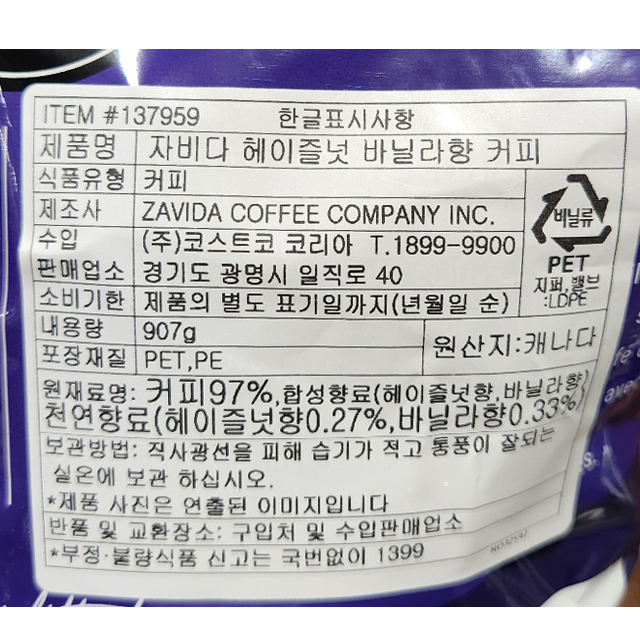 ITEM #137959 한글표시사항
제품명 자비다 헤이즐넛 바닐라향 커피
식품유형 커피
제조사 ZAVIDA COFFEE COMPANY INC.
수입 (주)코스트코 코리아 T.1899-9900
판매업소 경기도 광명시 일직로 40
소비기한 제품의 별도 표기일까지(년월일 순)
비닐류
PET
지퍼,밸브
:LDPE
내용량 907g
원산지:캐나다
포장재질 PET,PE
원재료명: 커피97%,합성향료(헤이즐넛향,바닐라향)
천연향료(헤이즐넛향0.27%,바닐라향0.33%)
보관방법: 직사광선을 피해 습기가 적고 통풍이 잘되는
실온에 보관 하십시오.
*제품 사진은 연출된 이미지입니다
반품 및 교환장소: 구입처 및 수입판매업소
*부정·불량식품 신고는 국번없이 1399